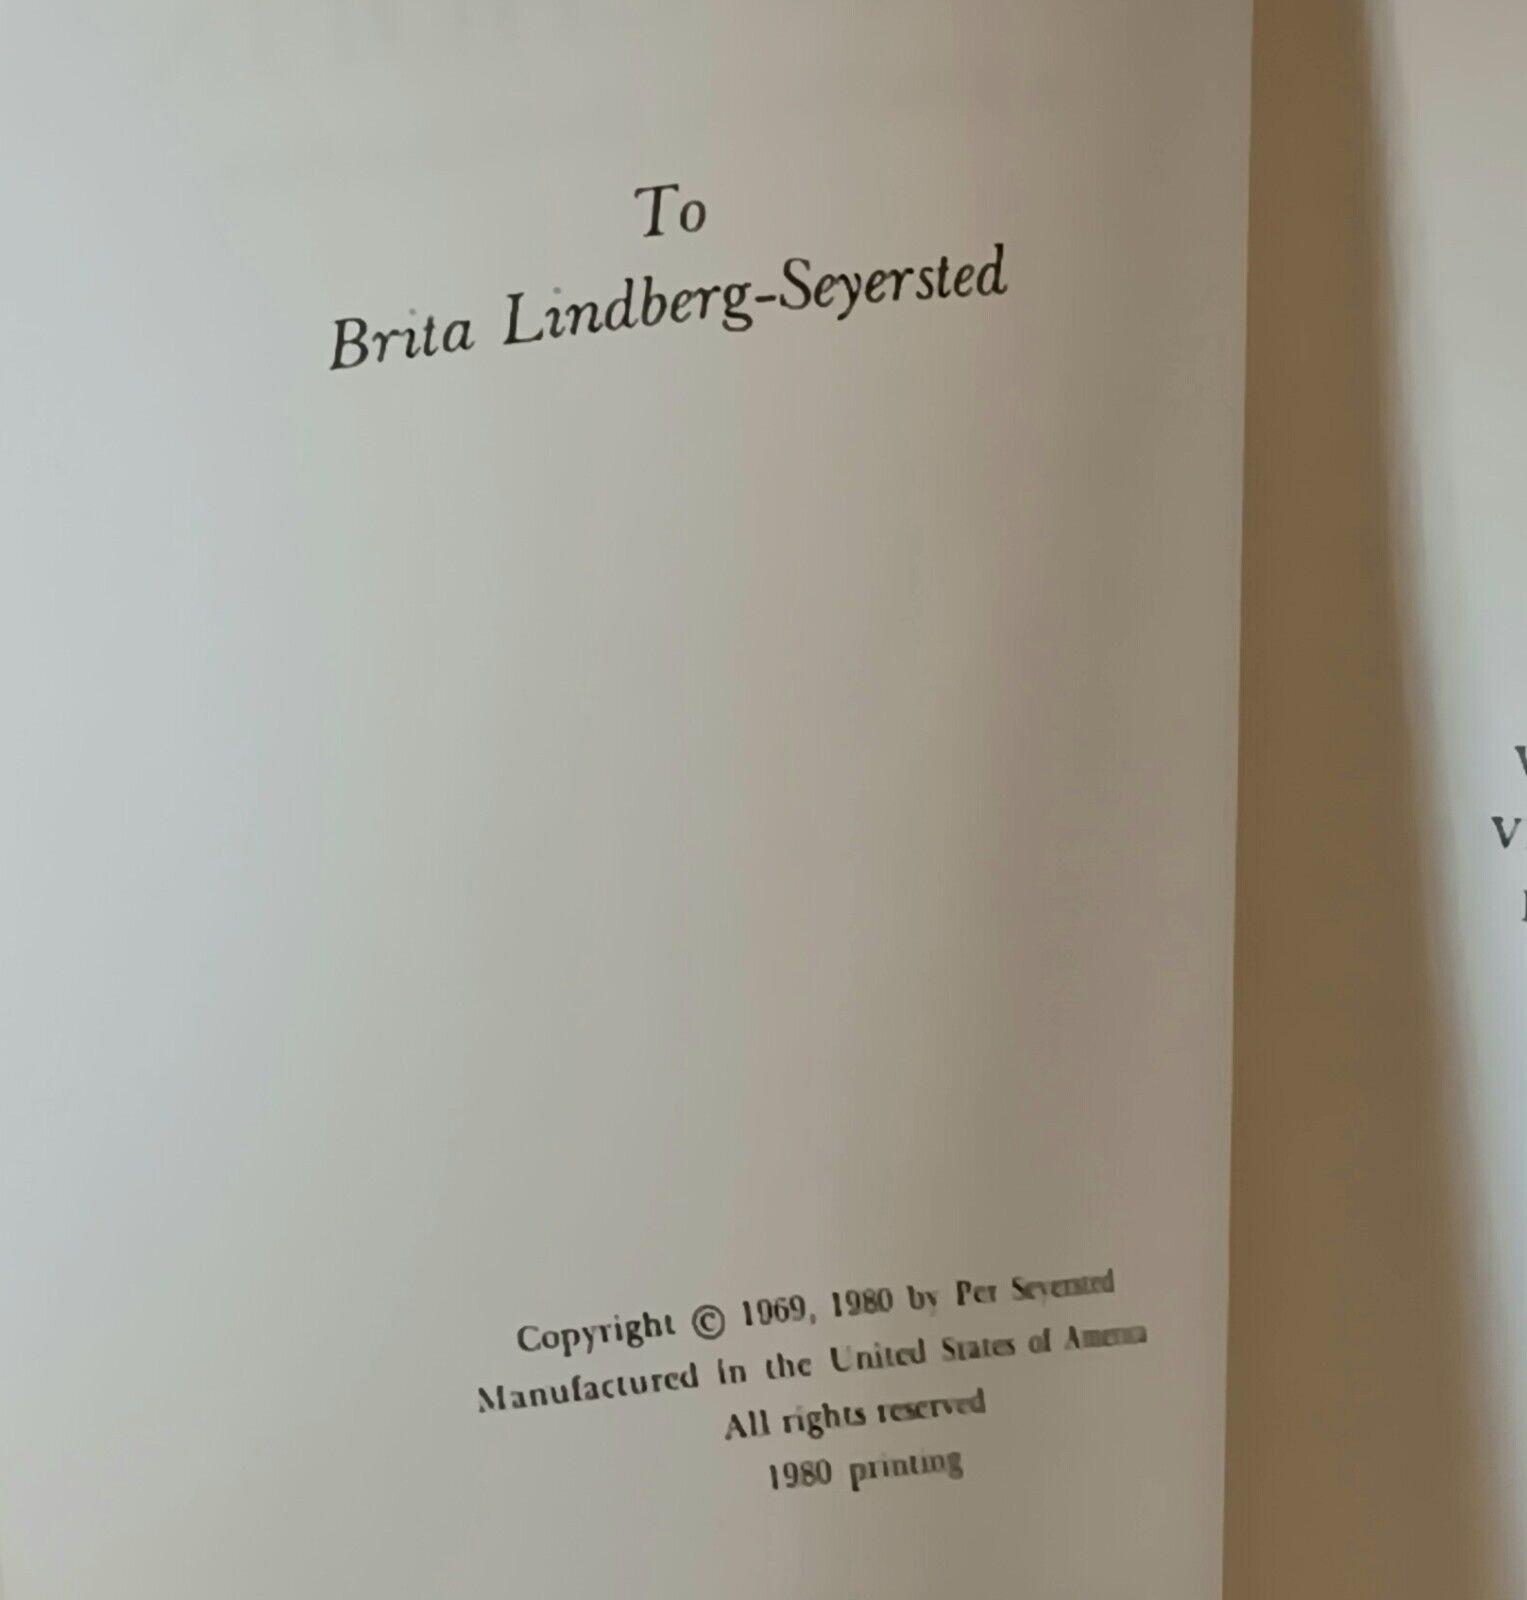 To
Brita Lindberg-Seyersted
Copyright © 1969, 1980 by Per Seyersted
Manufactured in the United States of America
All rights reserved
1980 printing